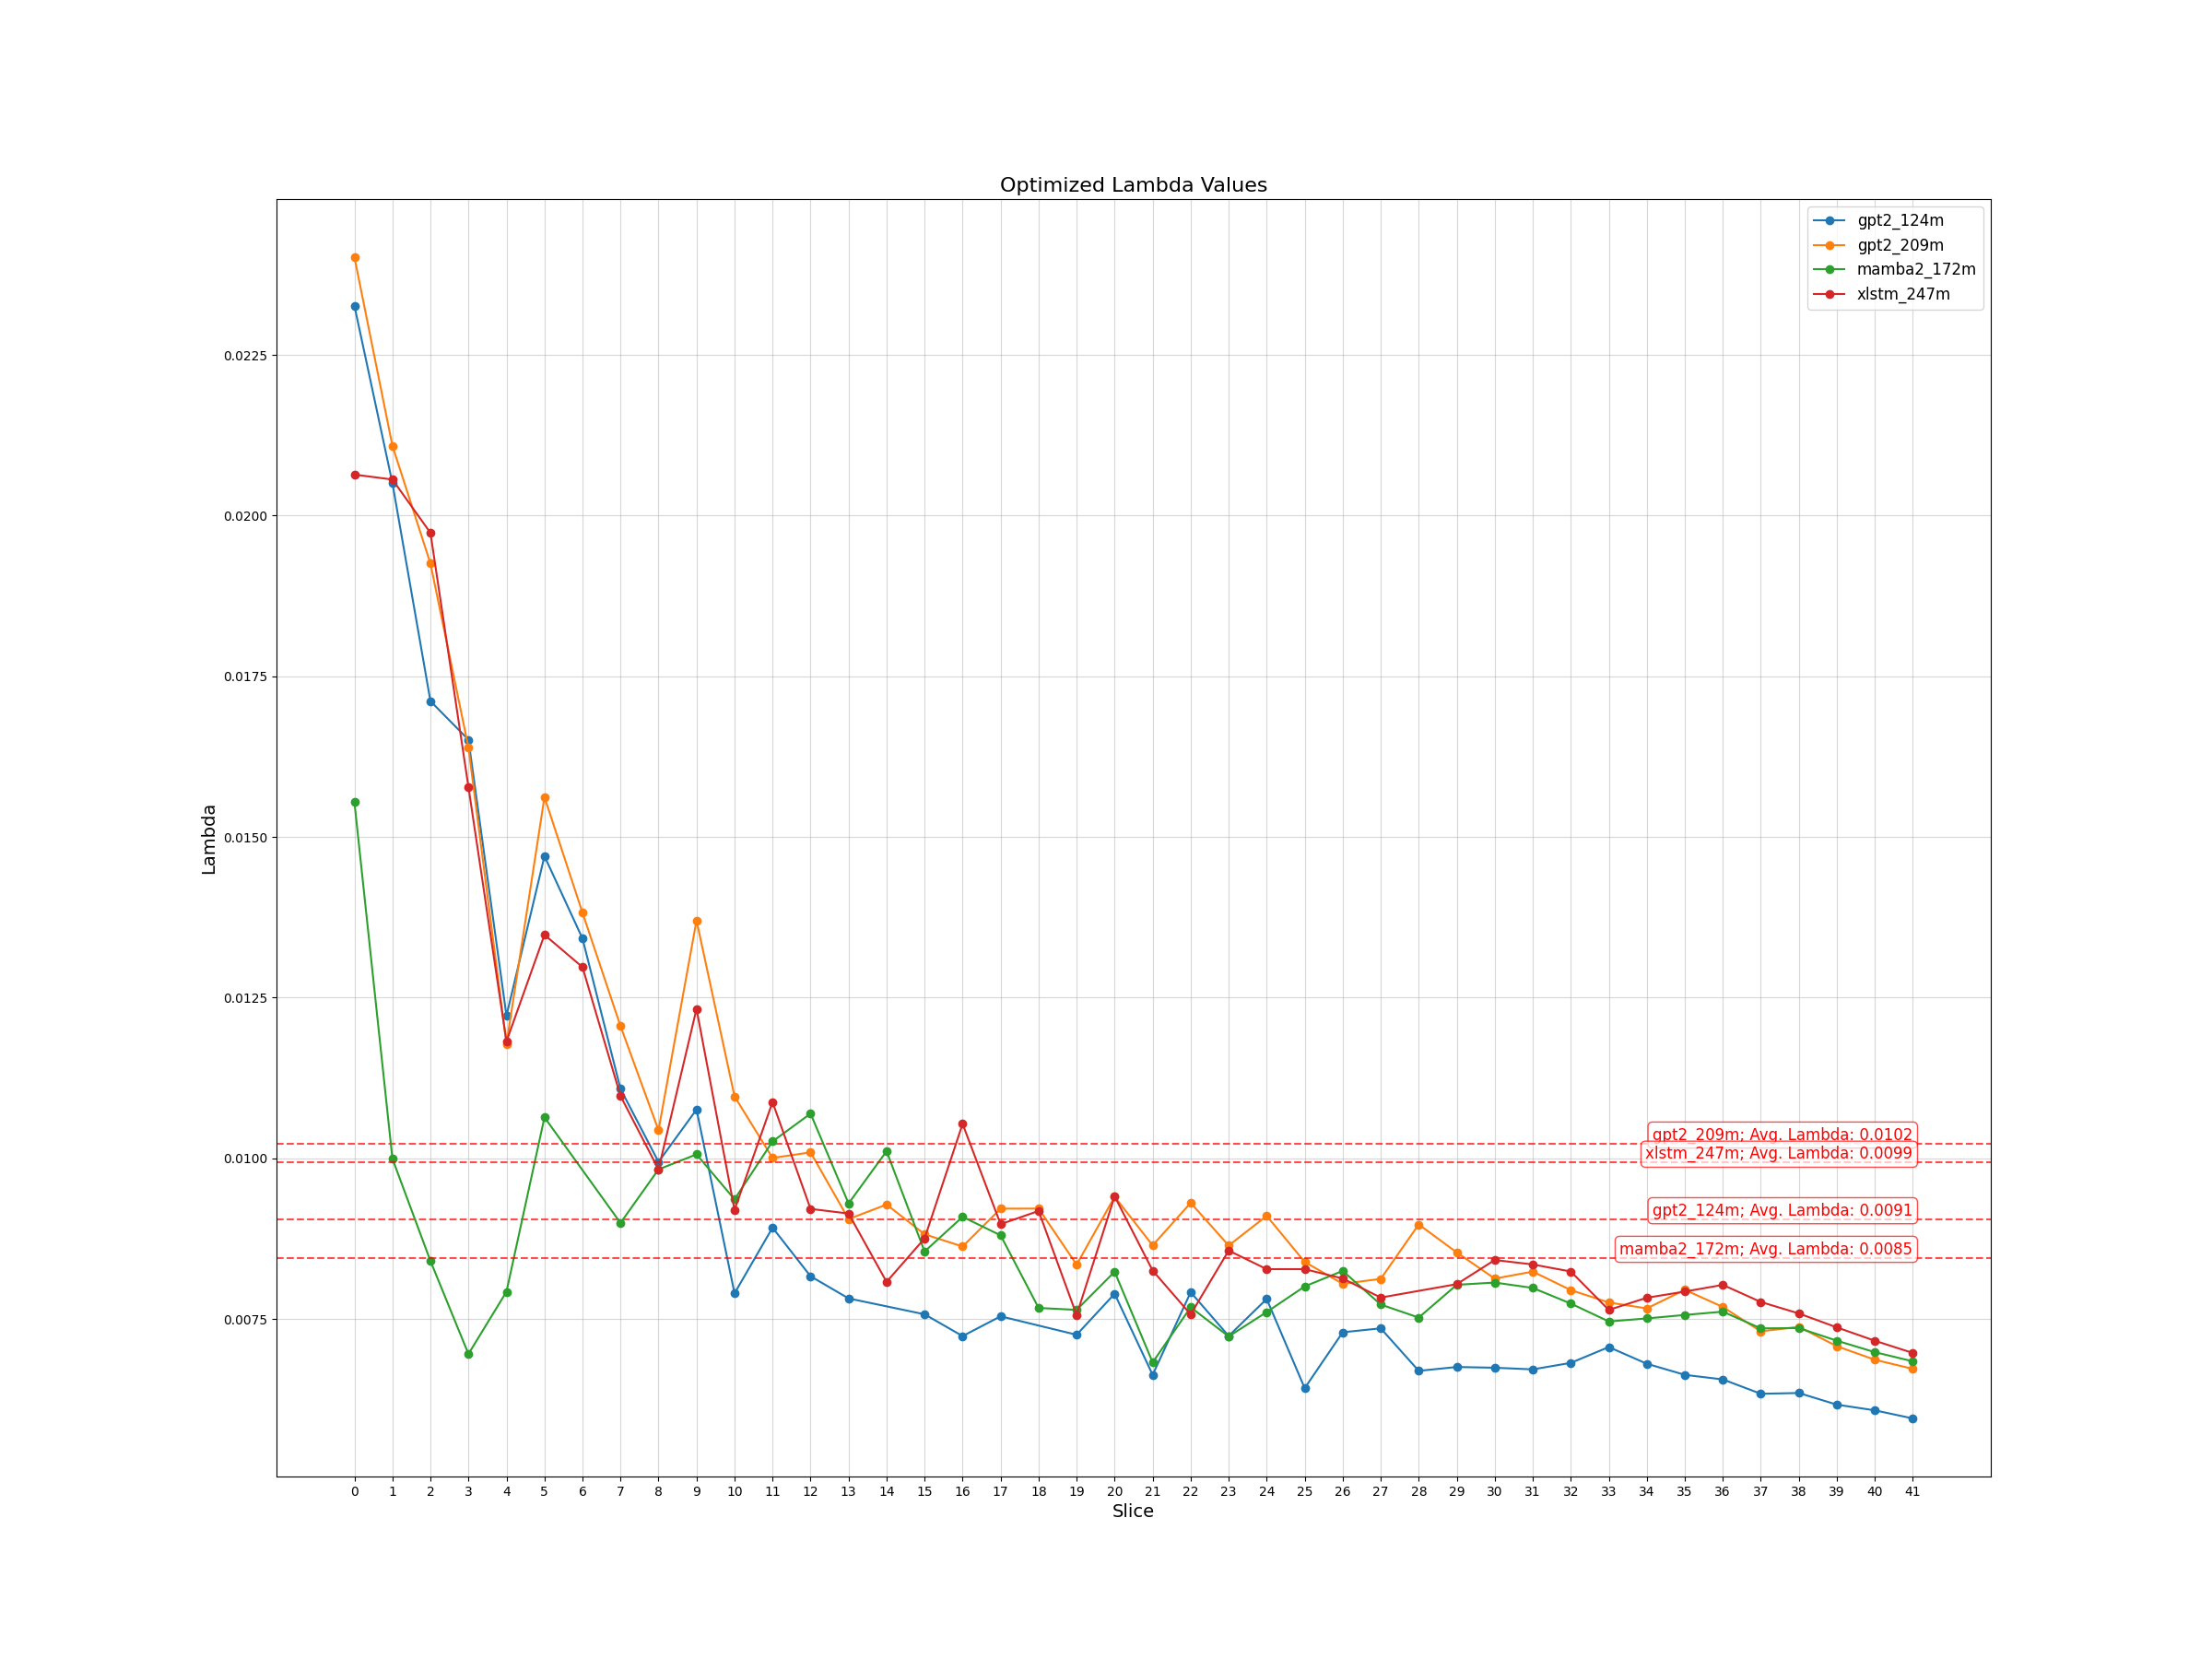 Optimized Lambda Values
gpt2_124m
gpt2_209m
mamba2_172m
xlstm_247m
0.0225
0.0200
0.0175
0.0150
0.0125
0.0100
0.0075
Lambda
gpt2_209m; Avg. Lambda: 0.0102
xlstm_247m; Avg. Lambda: 0.0099
gpt2_124m; Avg. Lambda: 0.0091
mamba2_172m; Avg. Lambda: 0.0085
0 1 2 3 4 5 6 7 8 9 10 11 12 13 14 15 16 17 18 19 20 21 22 23 24 25 26 27 28 29 30 31 32 33 34 35 36 37 38 39 40 41
Slice